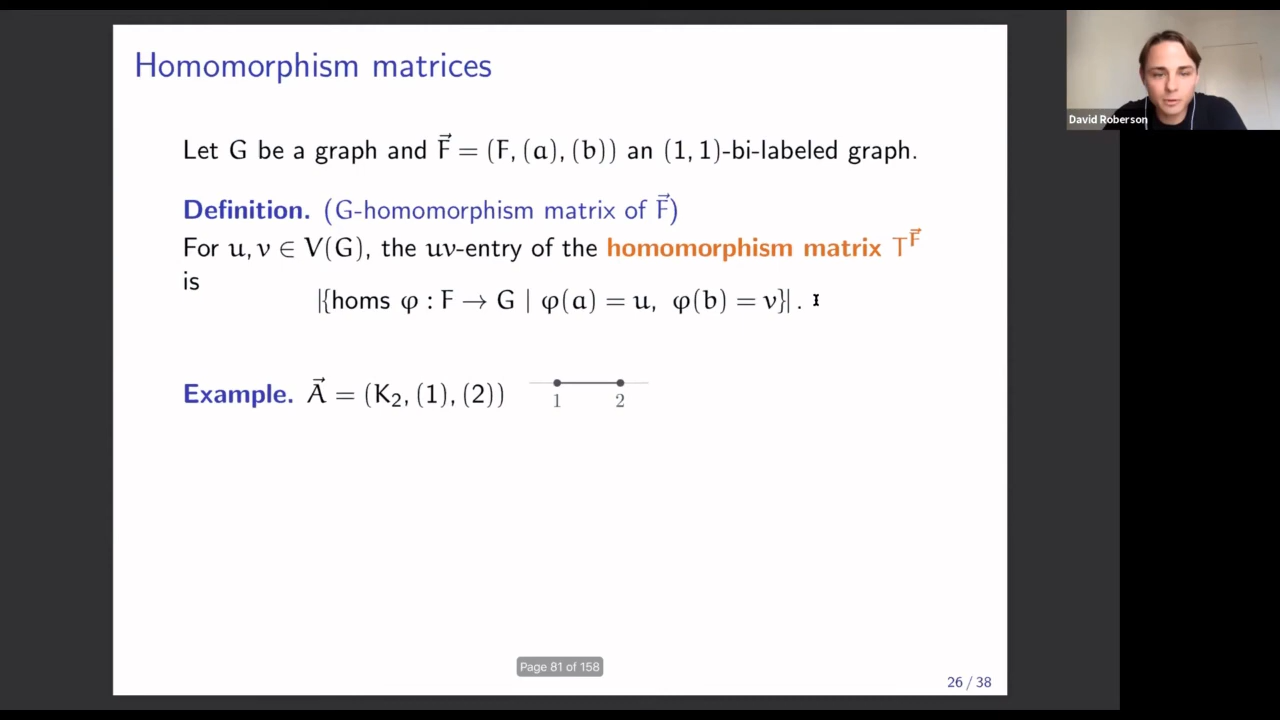 Homomorphism matrices
David Roberson
Let G be a graph and F⃗ = (F, (a), (b)) an (1, 1)-bi-labeled graph.
Definition. (G-homomorphism matrix of F⃗)
For u, v ∈ V(G), the uv-entry of the homomorphism matrix T^F⃗
is
|{homs φ : F → G | φ(a) = u, φ(b) = v}| .
Example. A⃗ = (K₂, (1), (2))
1 2
Page 81 of 158
26 / 38